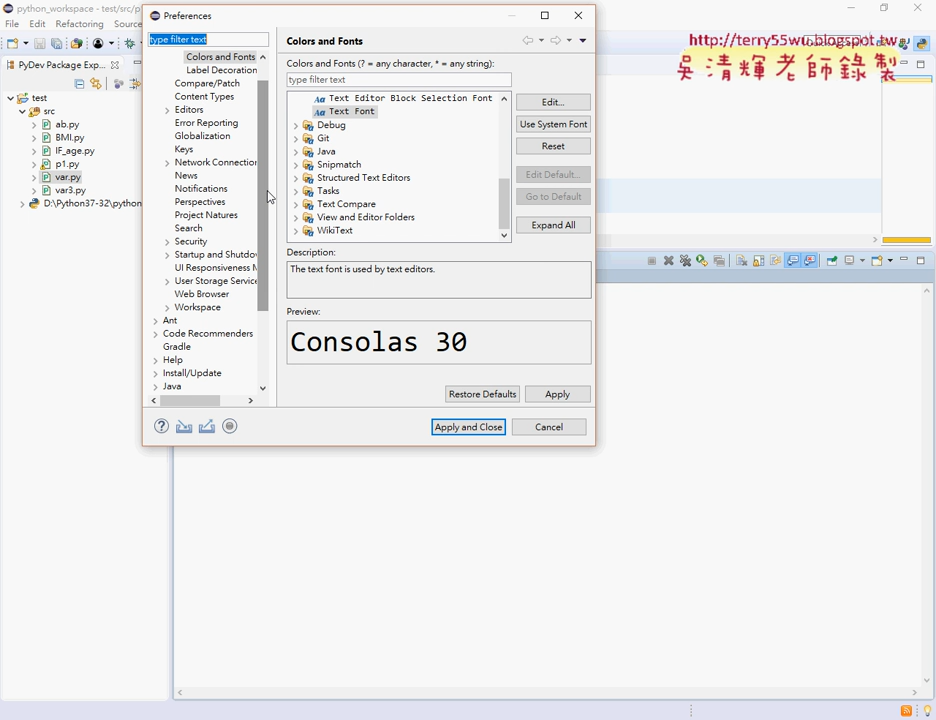 python_workspace - test/src/p
Preferences
File
Edit
Refactoring
Source
type filter text
Colors and Fonts
http://terry55wu.blogspot.tw
吳清輝老師錄製
PyDev Package Exp...
test
src
ab.py
BMI.py
IF_age.py
p1.py
var.py
var3.py
D:\Python37-32\python
Colors and Fonts
Label Decoration
Compare/Patch
Content Types
Editors
Error Reporting
Globalization
Keys
Network Connection
News
Notifications
Perspectives
Project Natures
Search
Security
Startup and Shutdo
UI Responsiveness M
User Storage Service
Web Browser
Workspace
Ant
Code Recommenders
Gradle
Help
Install/Update
Java
Colors and Fonts (? = any character, * = any string):
type filter text
Text Editor Block Selection Font
Text Font
Debug
Git
Java
Snipmatch
Structured Text Editors
Tasks
Text Compare
View and Editor Folders
WikiText
Edit...
Use System Font
Reset
Edit Default...
Go to Default
Expand All
Description:
The text font is used by text editors.
Preview:
Consolas 30
Restore Defaults
Apply
Apply and Close
Cancel